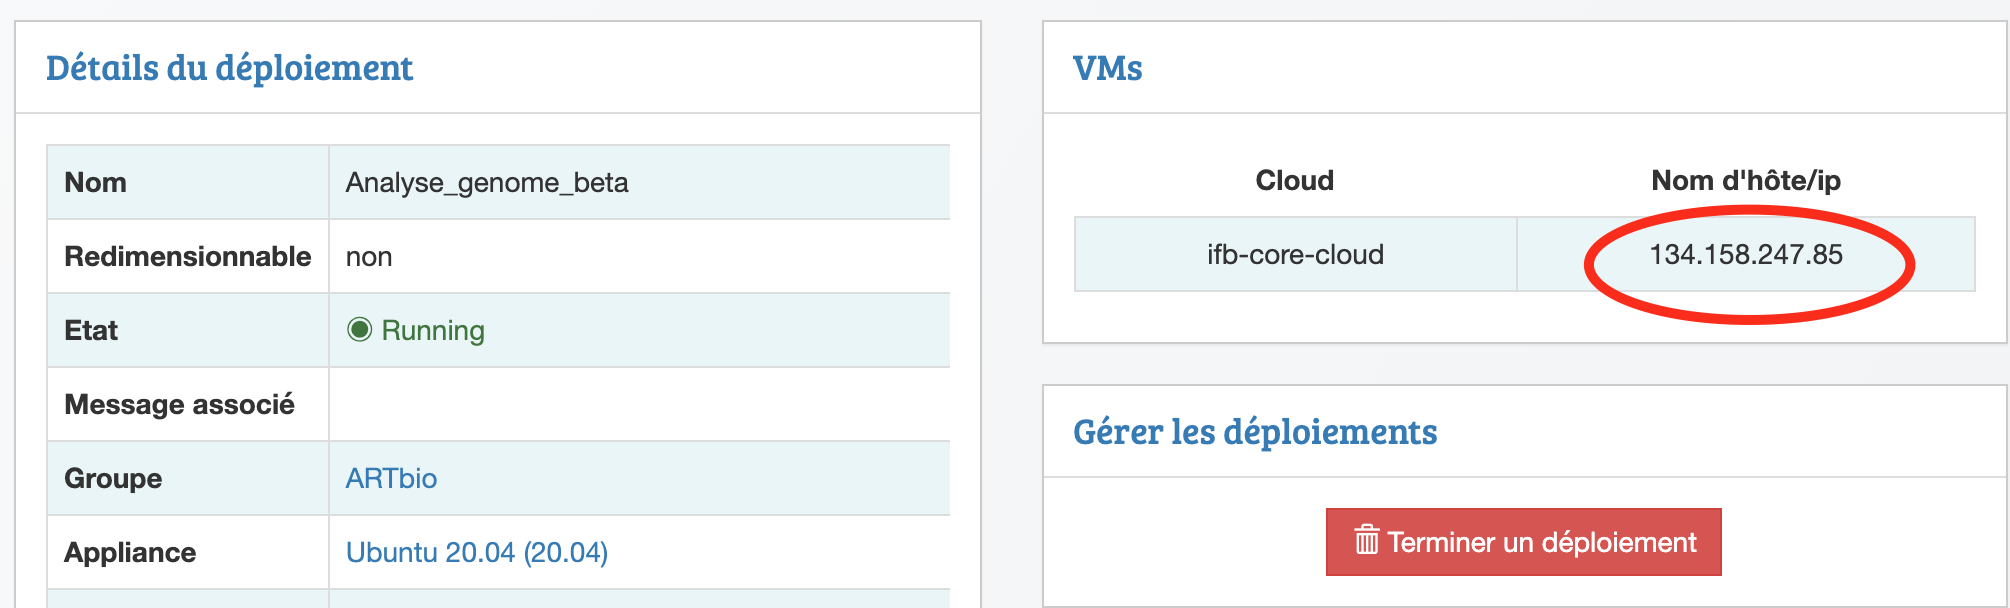 Détails du déploiement
Nom Analyse_genome_beta
Redimensionnable non
Etat Running
Message associé
Groupe ARTbio
Appliance Ubuntu 20.04 (20.04)
VMs
Cloud Nom d'hôte/ip
ifb-core-cloud 134.158.247.85
Gérer les déploiements
Terminer un déploiement